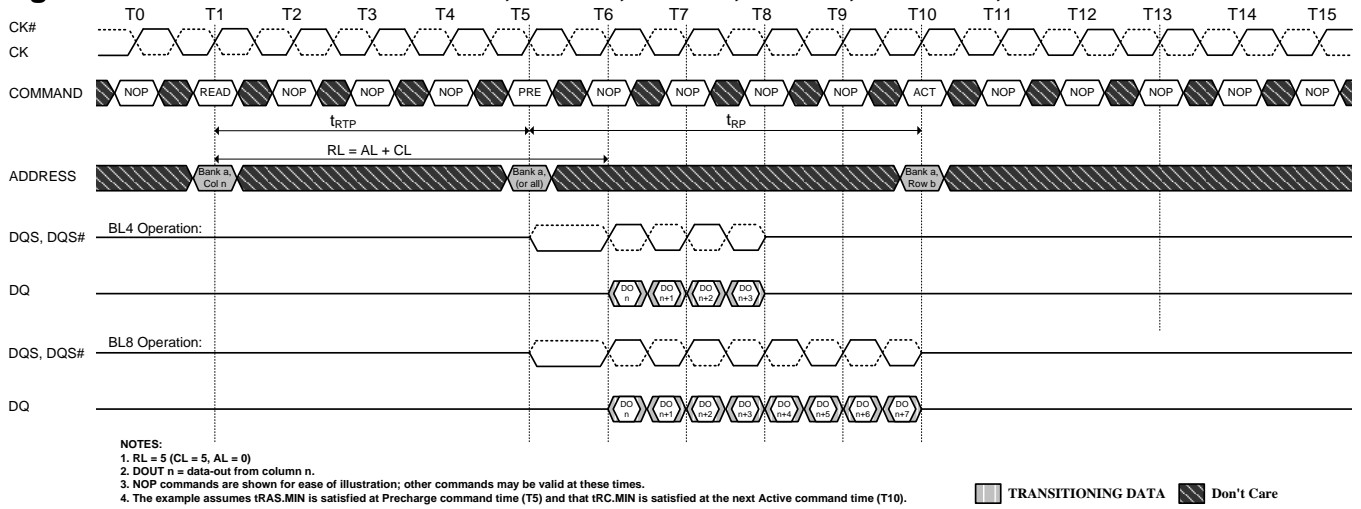 T0 T1 T2 T3 T4 T5 T6 T7 T8 T9 T10 T11 T12 T13 T14 T15
CK#
CK
COMMAND NOP READ NOP NOP NOP PRE NOP NOP NOP NOP ACT NOP NOP NOP NOP NOP
tRTP tRP
RL = AL + CL
ADDRESS Bank a, Col n Bank a, (or all) Bank a, Row b
BL4 Operation:
DQS, DQS#
DQ DO n DO n+1 DO n+2 DO n+3
BL8 Operation:
DQS, DQS#
DQ DO n DO n+1 DO n+2 DO n+3 DO n+4 DO n+5 DO n+6 DO n+7
NOTES:
1. RL = 5 (CL = 5, AL = 0)
2. DOUT n = data-out from column n.
3. NOP commands are shown for ease of illustration; other commands may be valid at these times.
4. The example assumes tRAS.MIN is satisfied at Precharge command time (T5) and that tRC.MIN is satisfied at the next Active command time (T10).
TRANSITIONING DATA Don't Care